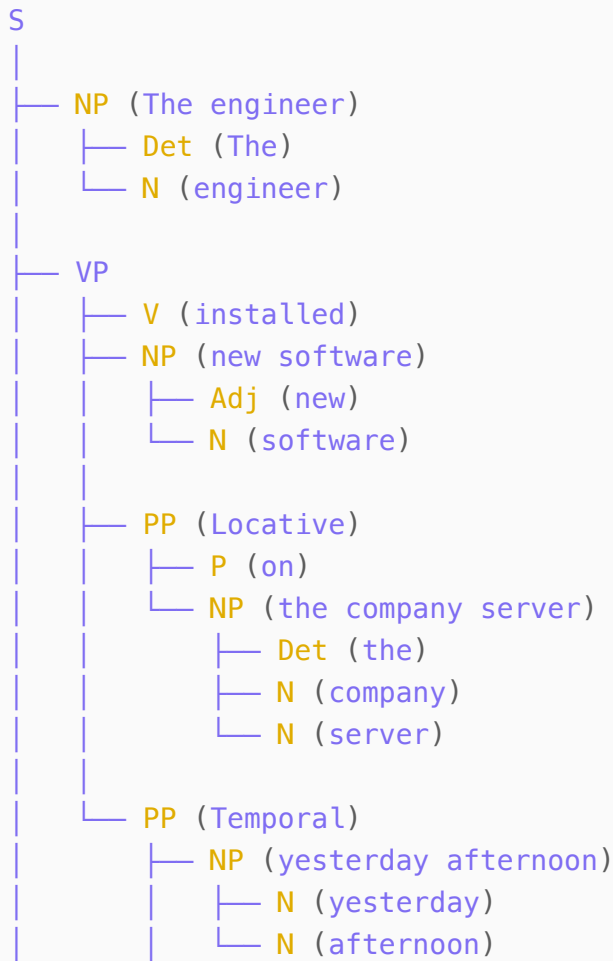 S
│
├── NP (The engineer)
│   ├── Det (The)
│   └── N (engineer)
│
├── VP
│   ├── V (installed)
│   ├── NP (new software)
│   │   ├── Adj (new)
│   │   └── N (software)
│   │
│   ├── PP (Locative)
│   │   ├── P (on)
│   │   └── NP (the company server)
│   │       ├── Det (the)
│   │       ├── N (company)
│   │       └── N (server)
│   │
│   └── PP (Temporal)
│       ├── NP (yesterday afternoon)
│       │   ├── N (yesterday)
│       │   └── N (afternoon)